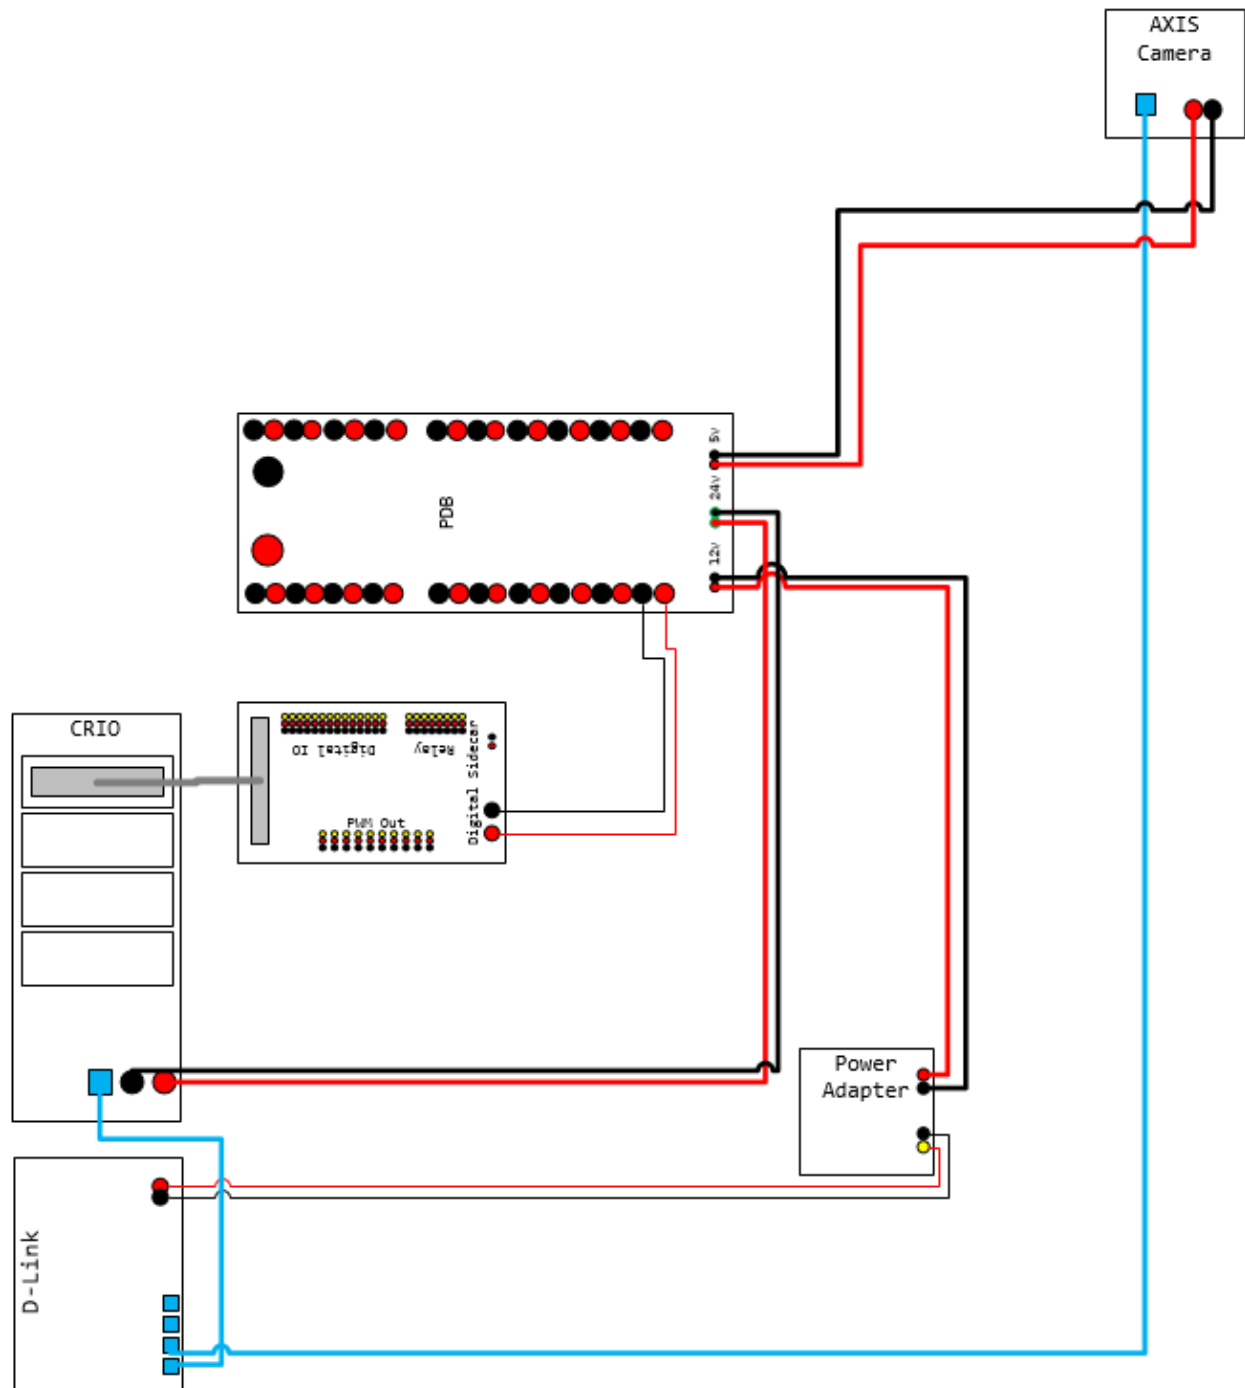 AXIS
Camera
5V
24V
PDB
12V
CRIO
Digital IO
Relay
Digital Sidecar
PWM Out
Power
Adapter
D-Link